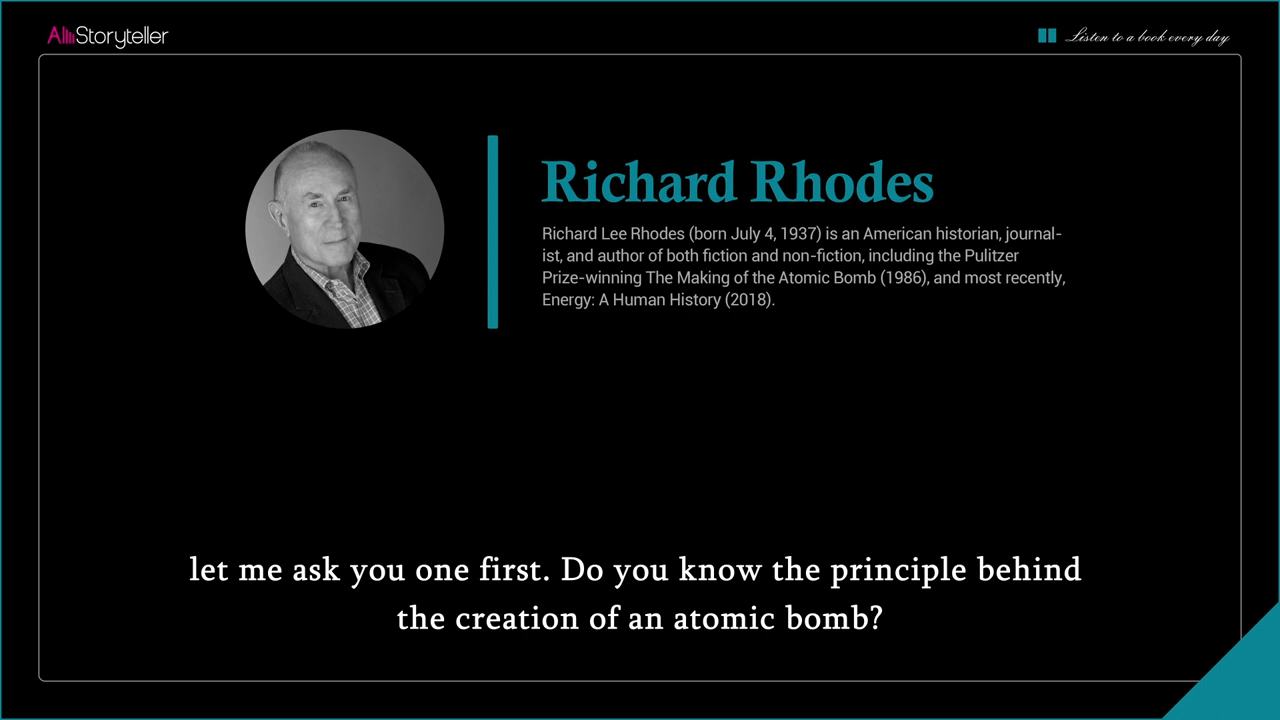 AllStoryteller
Listen to a book every day
Richard Rhodes
Richard Lee Rhodes (born July 4, 1937) is an American historian, journal-
ist, and author of both fiction and non-fiction, including the Pulitzer
Prize-winning The Making of the Atomic Bomb (1986), and most recently,
Energy: A Human History (2018).
let me ask you one first. Do you know the principle behind
the creation of an atomic bomb?